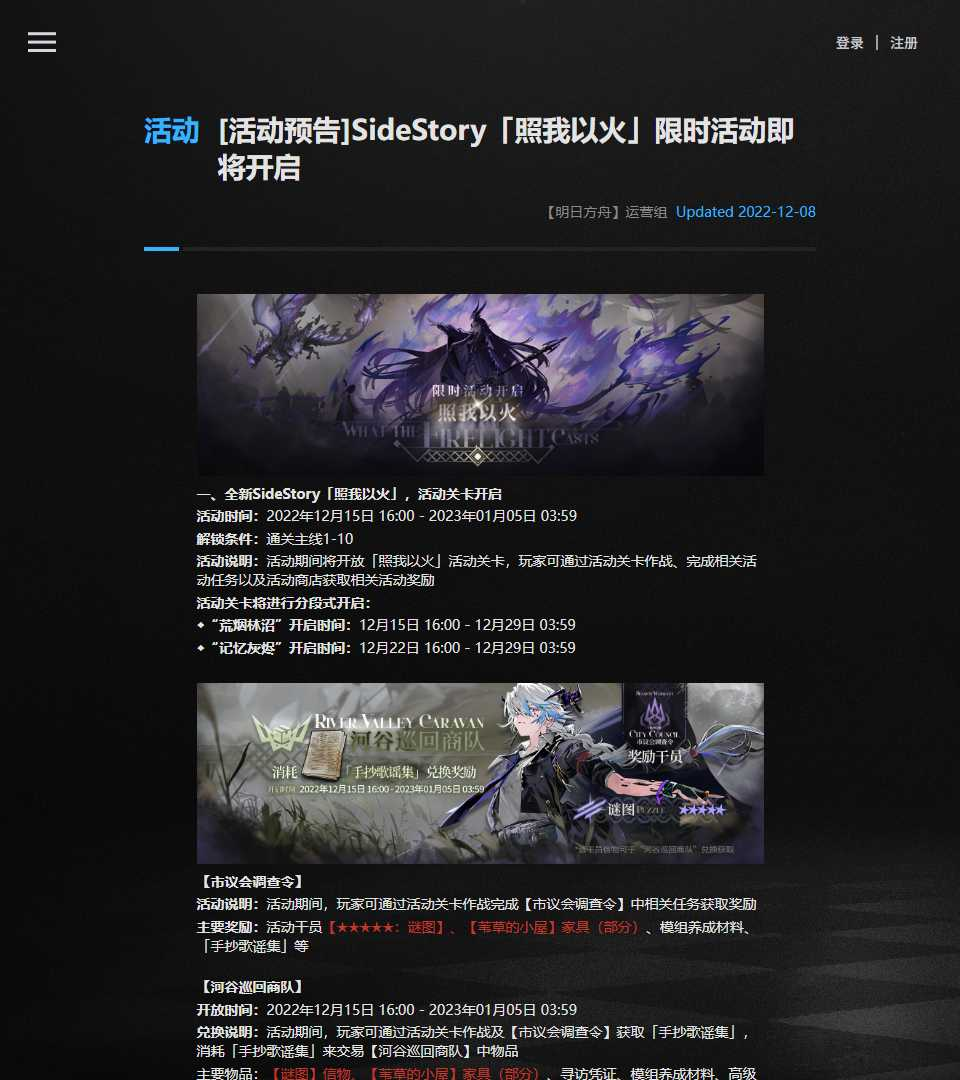 登录 | 注册
活动 [活动预告]SideStory「照我以火」限时活动即
将开启
【明日方舟】运营组 Updated 2022-12-08
限时活动开启
照我以火
WHAT THE FIRELIGHT CASTS
一、全新SideStory「照我以火」，活动关卡开启
活动时间：2022年12月15日 16:00 - 2023年01月05日 03:59
解锁条件：通关主线1-10
活动说明：活动期间将开放「照我以火」活动关卡，玩家可通过活动关卡作战、完成相关活
动任务以及活动商店获取相关活动奖励
活动关卡将进行分段式开启：
◆“荒烟林沼”开启时间：12月15日 16:00 - 12月29日 03:59
◆“记忆灰烬”开启时间：12月22日 16:00 - 12月29日 03:59
RIVER VALLEY CARAVAN
河谷巡回商队
消耗「手抄歌谣集」兑换奖励
开放时间：2022年12月15日 16:00 - 2023年01月05日 03:59
CITY COUNCIL
市议会调查令
奖励干员
谜图 PUZZLE ★★★★★
*该干员信物可于“河谷巡回商队”兑换获取
【市议会调查令】
活动说明：活动期间，玩家可通过活动关卡作战完成【市议会调查令】中相关任务获取奖励
主要奖励：活动干员【★★★★★：谜图】、【苇草的小屋】家具（部分）、模组养成材料、
「手抄歌谣集」等
【河谷巡回商队】
开放时间：2022年12月15日 16:00 - 2023年01月05日 03:59
兑换说明：活动期间，玩家可通过活动关卡作战及【市议会调查令】获取「手抄歌谣集」，
消耗「手抄歌谣集」来交易【河谷巡回商队】中物品
主要物品：【谜图】信物、【苇草的小屋】家具（部分）、寻访凭证、模组养成材料、高级